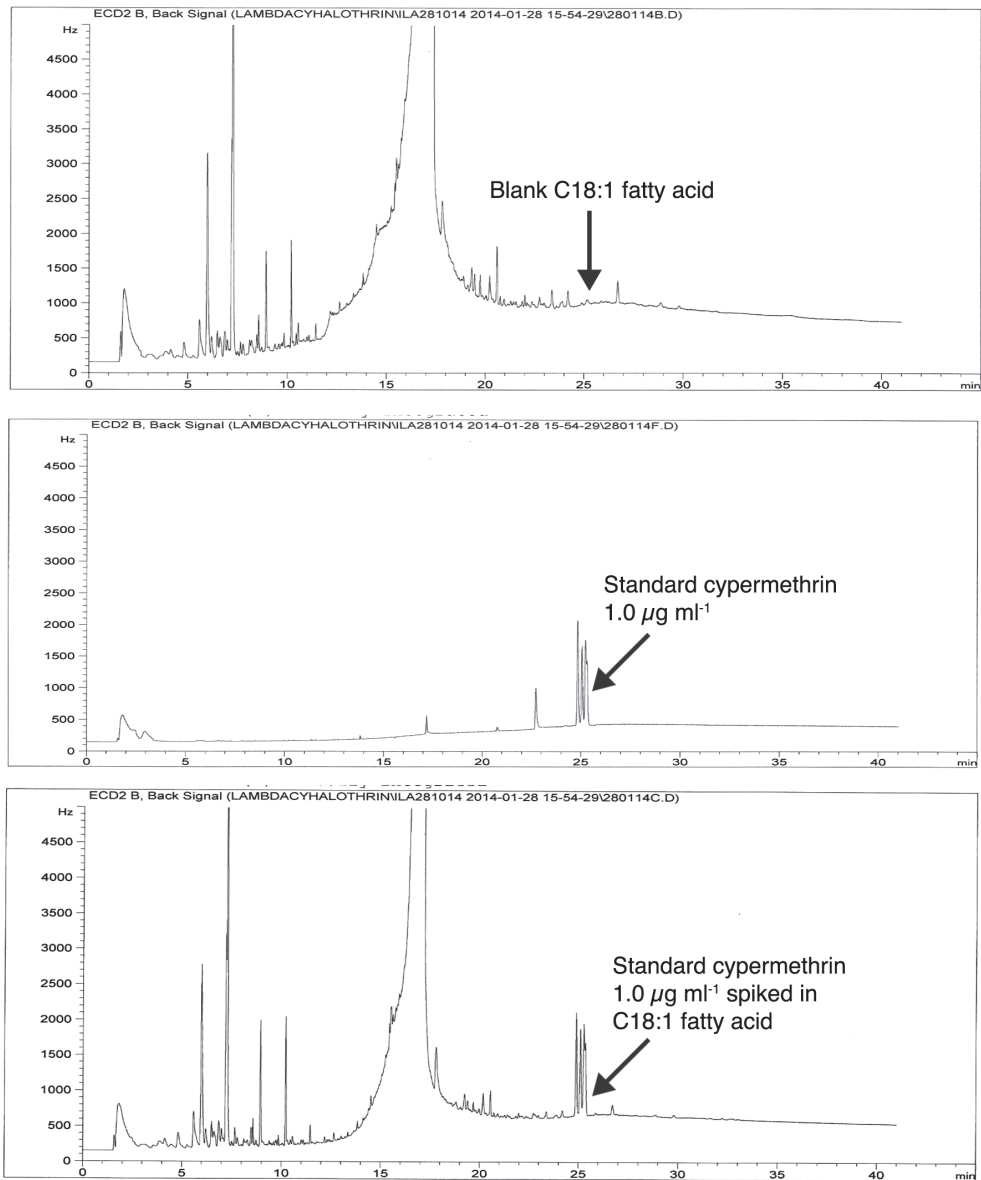 ECD2 B, Back Signal (LAMBDACYHALOTHRIN\ILA281014 2014-01-28 15-54-29\280114B.D)
Hz
4500
4000
3500
3000
2500
2000
1500
1000
500
0
Blank C18:1 fatty acid
0 5 10 15 20 25 30 35 40 min
ECD2 B, Back Signal (LAMBDACYHALOTHRIN\ILA281014 2014-01-28 15-54-29\280114F.D)
Hz
4500
4000
3500
3000
2500
2000
1500
1000
500
0
Standard cypermethrin
1.0 µg ml⁻¹
0 5 10 15 20 25 30 35 40 min
ECD2 B, Back Signal (LAMBDACYHALOTHRIN\ILA281014 2014-01-28 15-54-29\280114C.D)
Hz
4500
4000
3500
3000
2500
2000
1500
1000
500
0
Standard cypermethrin
1.0 µg ml⁻¹ spiked in
C18:1 fatty acid
0 5 10 15 20 25 30 35 40 min